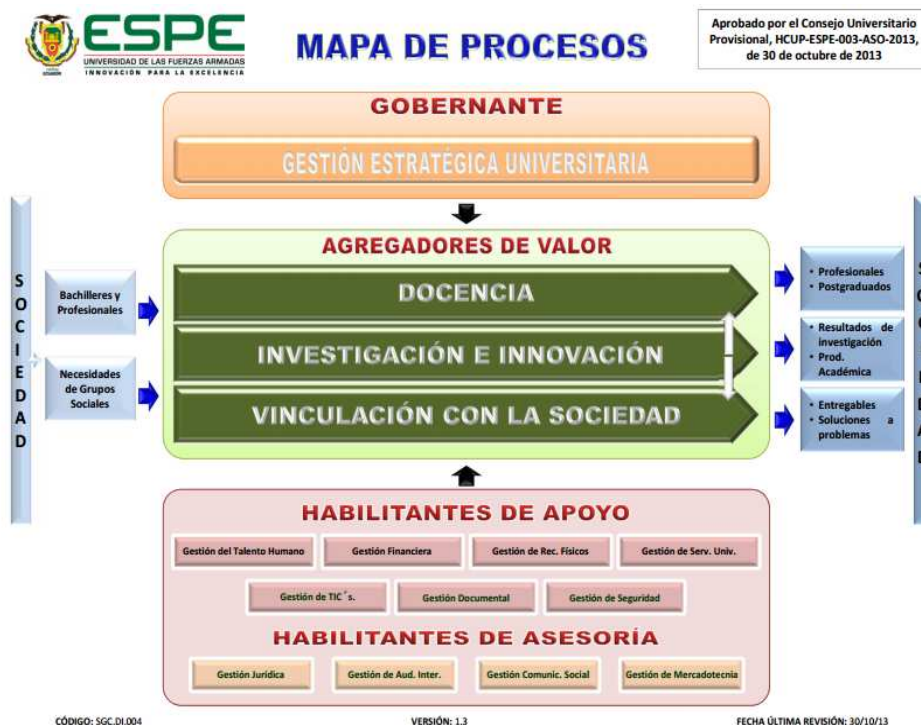 ESPE
UNIVERSIDAD DE LAS FUERZAS ARMADAS
INNOVACIÓN PARA LA EXCELENCIA
MAPA DE PROCESOS
Aprobado por el Consejo Universitario
Provisional, HCUP-ESPE-003-ASO-2013,
de 30 de octubre de 2013
GOBERNANTE
GESTIÓN ESTRATÉGICA UNIVERSITARIA
SOCIEDAD
Bachilleres y
Profesionales
Necesidades
de Grupos
Sociales
AGREGADORES DE VALOR
DOCENCIA
INVESTIGACIÓN E INNOVACIÓN
VINCULACIÓN CON LA SOCIEDAD
• Profesionales
• Postgraduados
• Resultados de
investigación
• Prod.
Académica
• Entregables
• Soluciones a
problemas
HABILITANTES DE APOYO
Gestión del Talento Humano
Gestión Financiera
Gestión de Rec. Físicos
Gestión de Serv. Univ.
Gestión de TIC´s.
Gestión Documental
Gestión de Seguridad
HABILITANTES DE ASESORÍA
Gestión Jurídica
Gestión de Aud. Inter.
Gestión Comunic. Social
Gestión de Mercadotecnia
CÓDIGO: SGC.DI.004
VERSIÓN: 1.3
FECHA ÚLTIMA REVISIÓN: 30/10/13